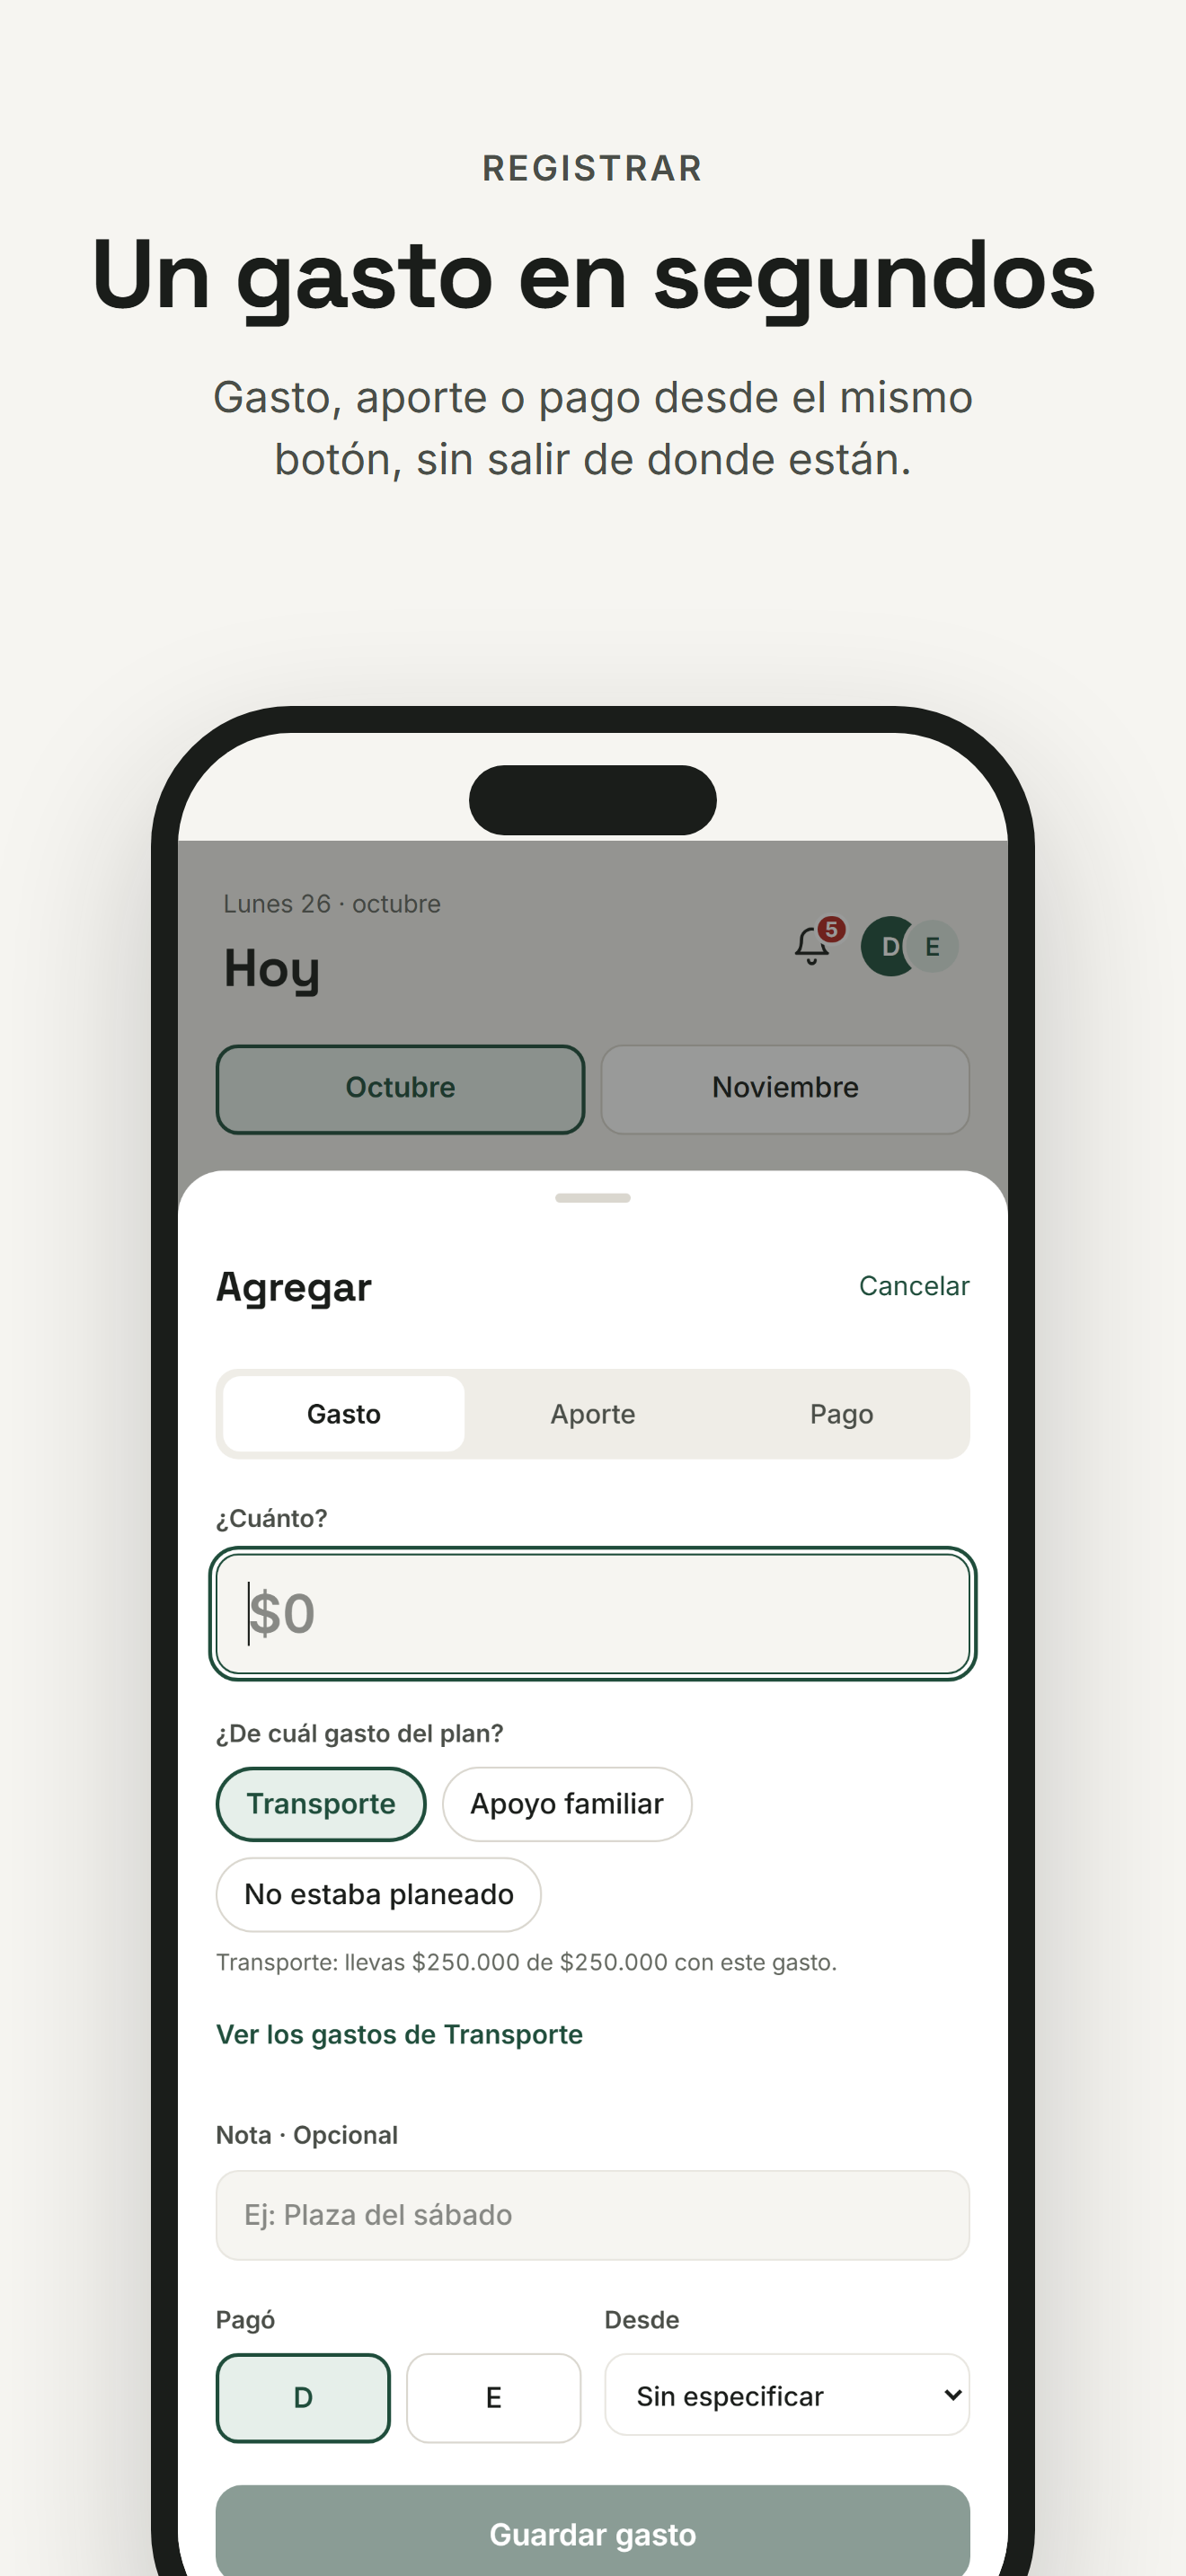 REGISTRAR
Un gasto en segundos
Gasto, aporte o pago desde el mismo
botón, sin salir de donde están.
Lunes 26 · octubre
Hoy
5
D
E
Octubre
Noviembre
Agregar
Cancelar
Gasto
Aporte
Pago
¿Cuánto?
$0
¿De cuál gasto del plan?
Transporte
Apoyo familiar
No estaba planeado
Transporte: llevas $250.000 de $250.000 con este gasto.
Ver los gastos de Transporte
Nota · Opcional
Ej: Plaza del sábado
Pagó
Desde
D
E
Sin especificar
Guardar gasto